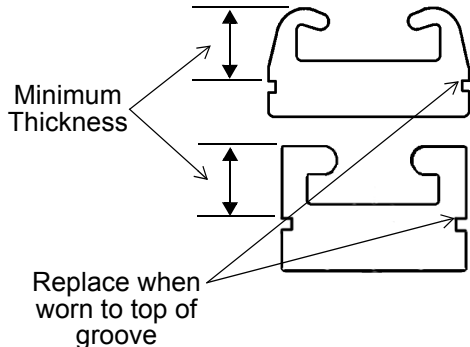 Minimum
Thickness
Replace when
worn to top of
groove